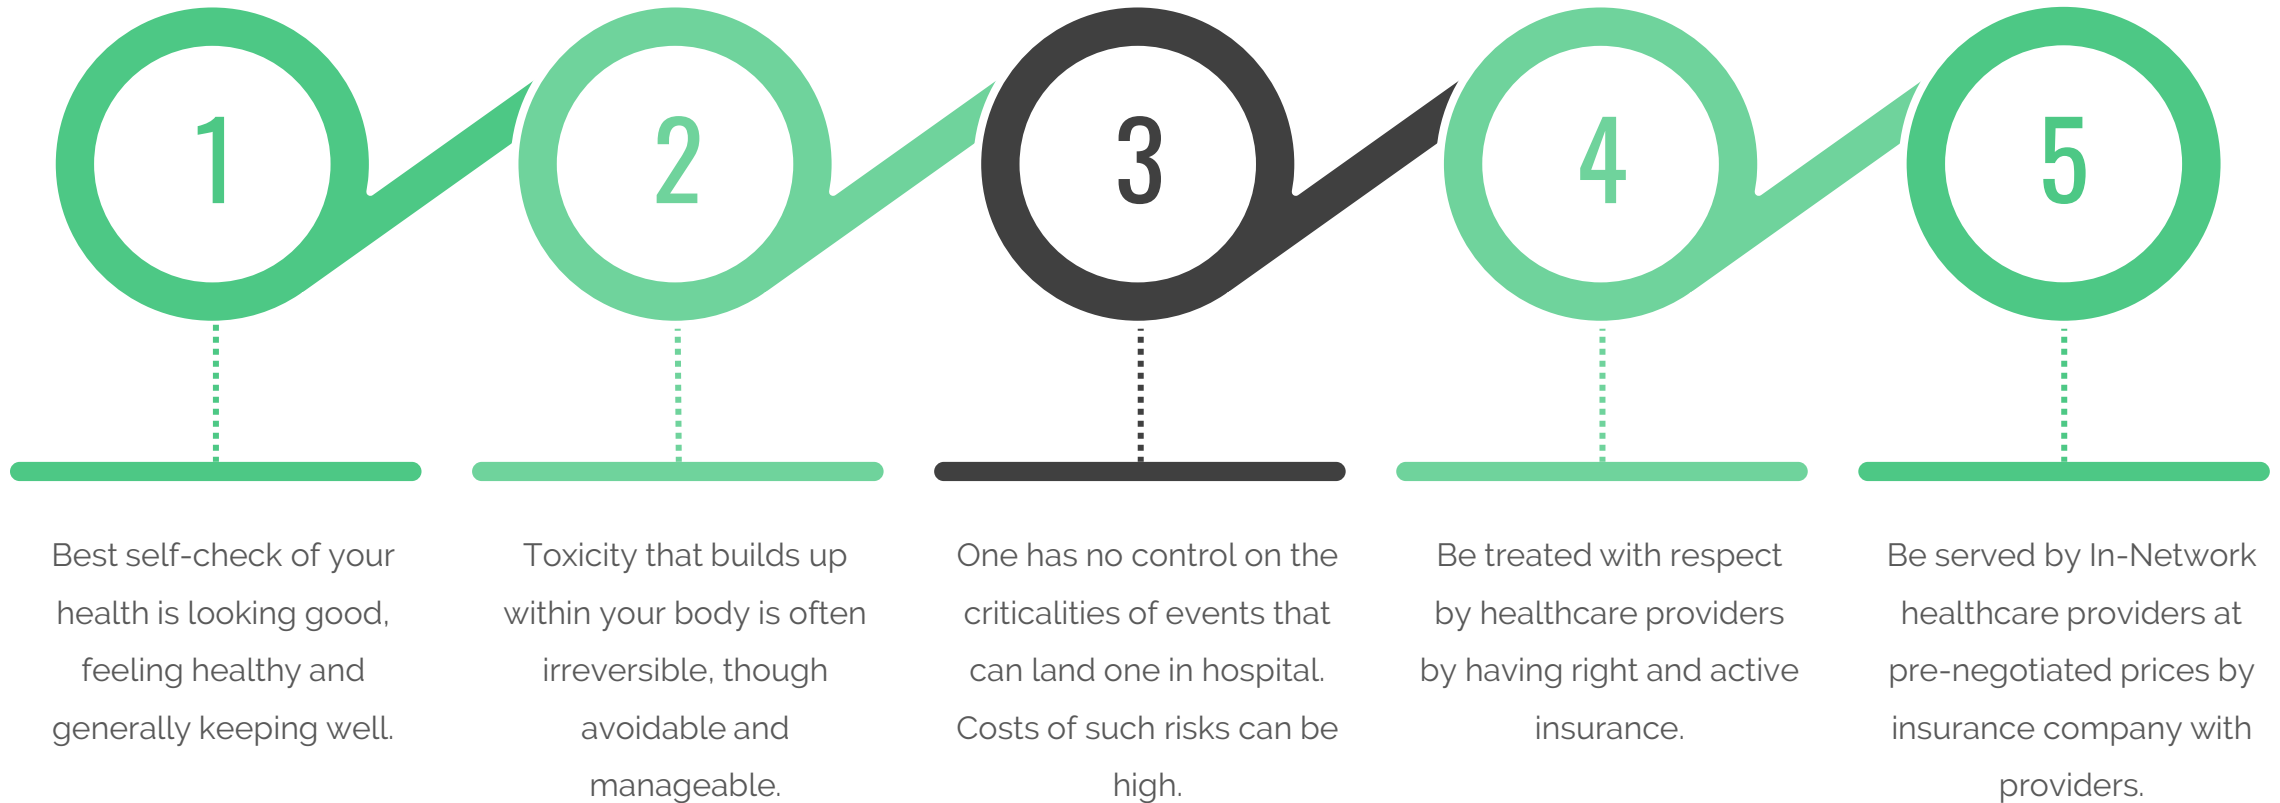 1
2
3
4
5
Best self-check of your
health is looking good,
feeling healthy and
generally keeping well.
Toxicity that builds up
within your body is often
irreversible, though
avoidable and
manageable.
One has no control on the
criticalities of events that
can land one in hospital.
Costs of such risks can be
high.
Be treated with respect
by healthcare providers
by having right and active
insurance.
Be served by In-Network
healthcare providers at
pre-negotiated prices by
insurance company with
providers.